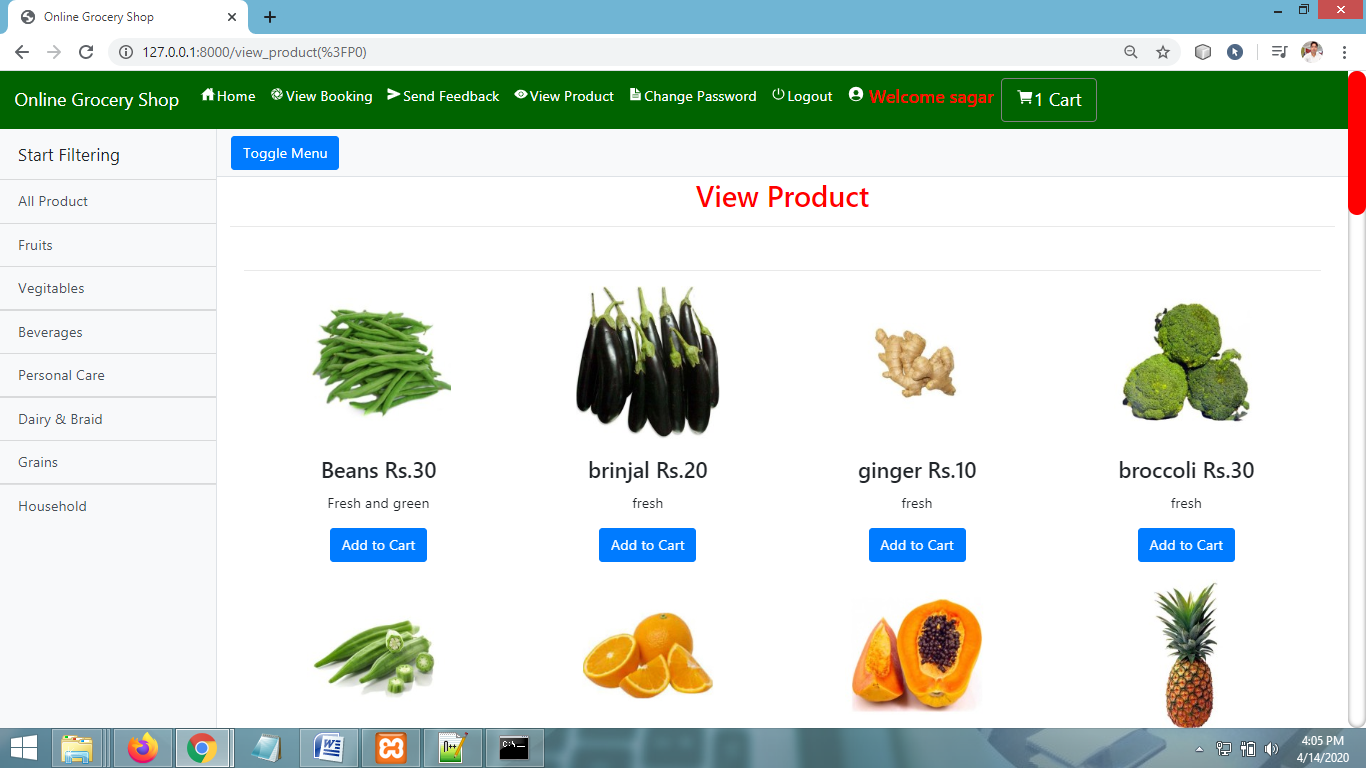 Online Grocery Shop
127.0.0.1:8000/view_product(%3FP0)
Online Grocery Shop Home View Booking Send Feedback View Product Change Password Logout Welcome sagar 1 Cart
Start Filtering
Toggle Menu
View Product
All Product
Fruits
Vegitables
Beverages
Personal Care
Dairy & Braid
Grains
Household
Beans Rs.30 brinjal Rs.20 ginger Rs.10 broccoli Rs.30
Fresh and green fresh fresh fresh
Add to Cart Add to Cart Add to Cart Add to Cart
4:05 PM
4/14/2020